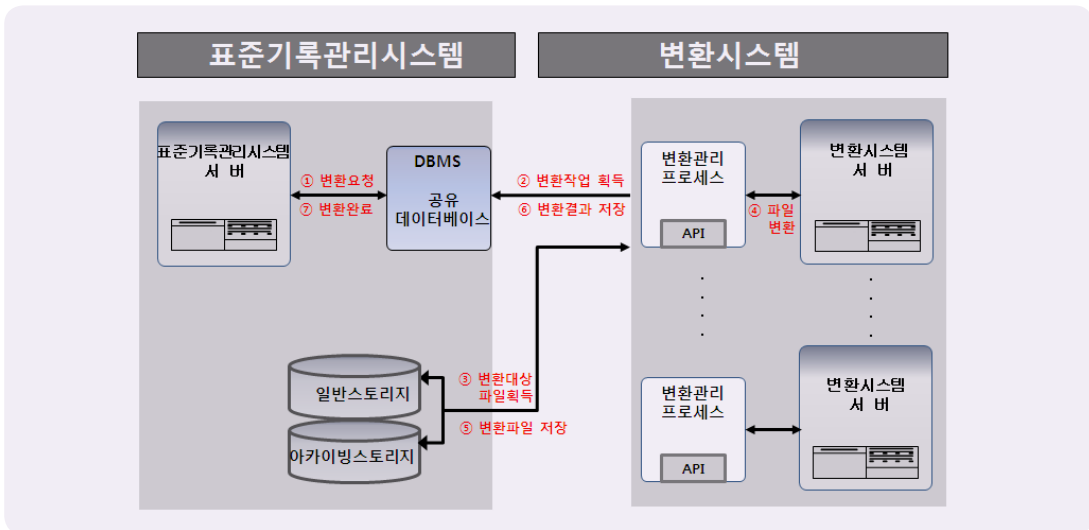 표준기록관리시스템
변환시스템
표준기록관리시스템
서 버
① 변환요청
⑦ 변환완료
DBMS
공유
데이터베이스
② 변환작업 획득
⑥ 변환결과 저장
변환관리
프로세스
API
④ 파일
변환
변환시스템
서 버
일반스토리지
아카이빙스토리지
③ 변환대상
파일획득
⑤ 변환파일 저장
변환관리
프로세스
API
변환시스템
서 버